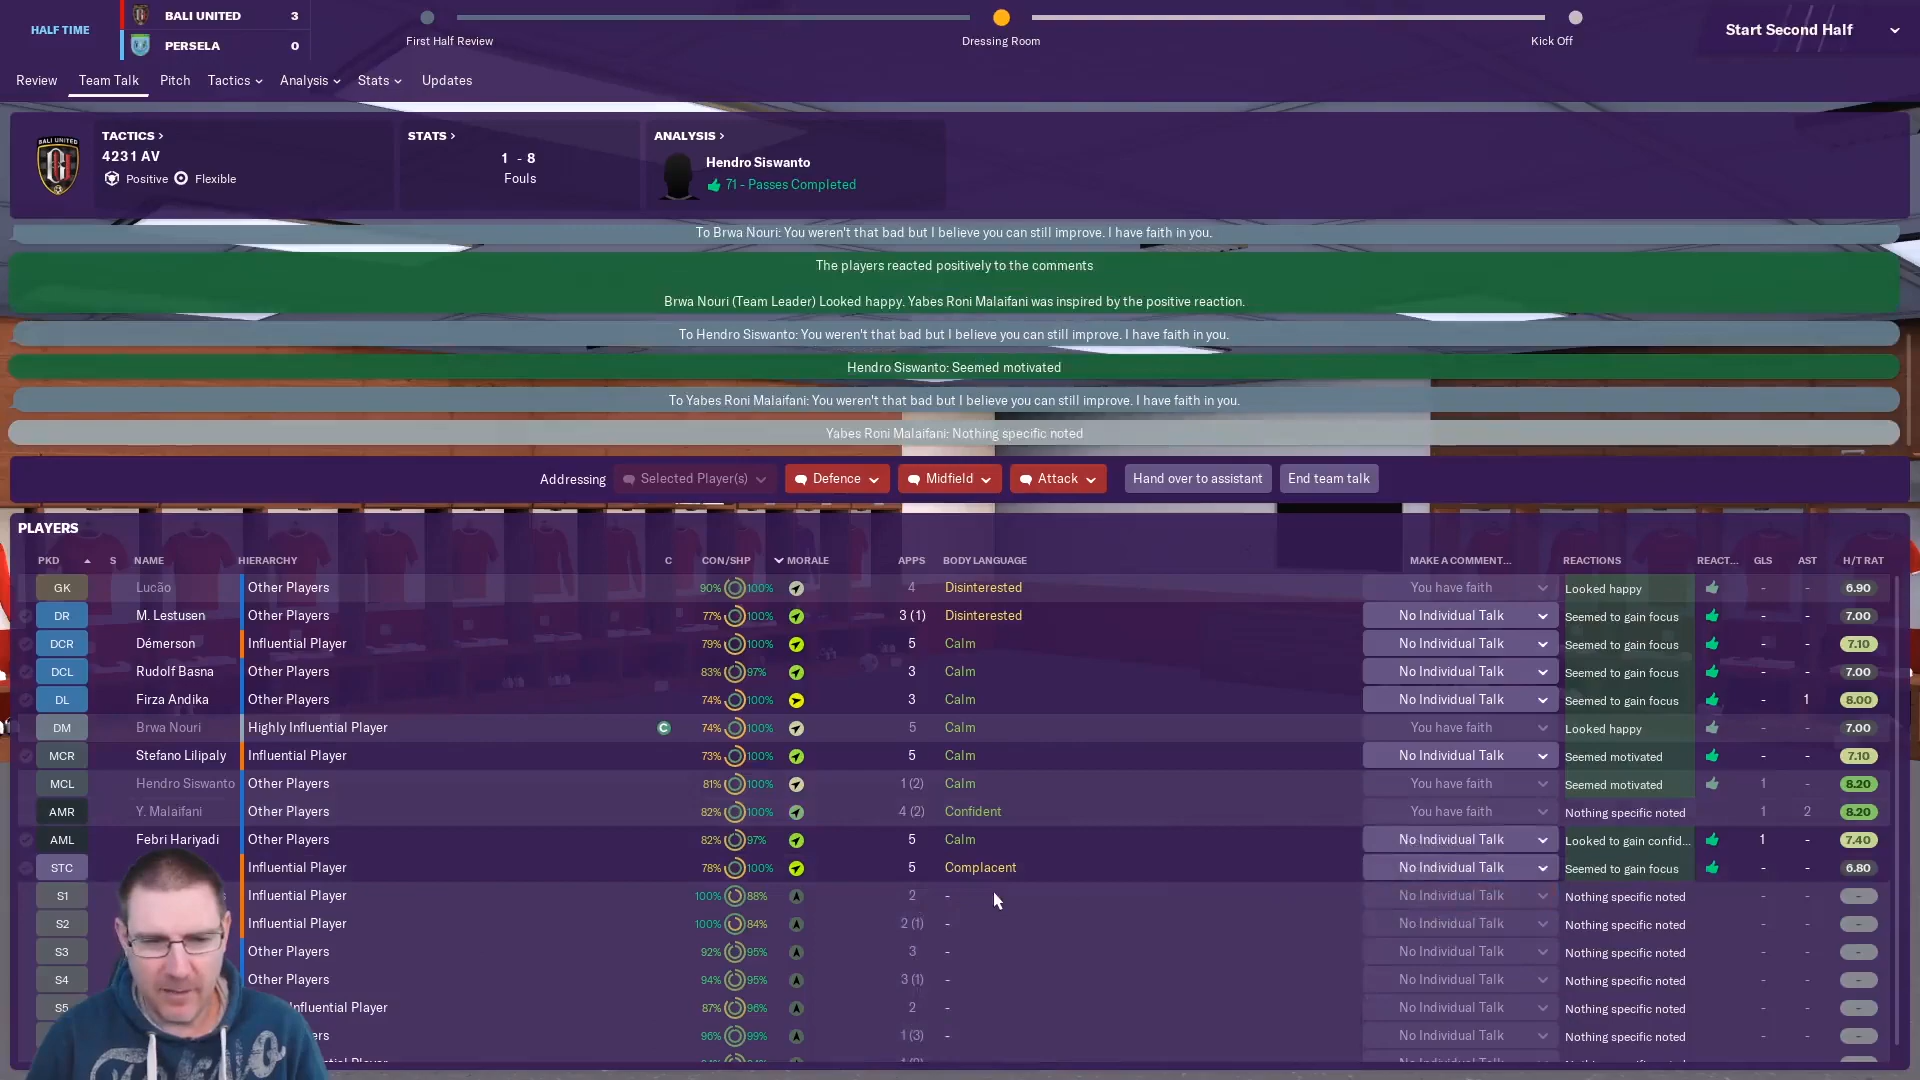 HALF TIME
BALI UNITED 3
PERSELA 0
First Half Review
Dressing Room
Kick Off
Start Second Half
Review Team Talk Pitch Tactics Analysis Stats Updates
BALI UNITED
TACTICS >
4231 AV
Positive Flexible
STATS >
1 - 8
Fouls
ANALYSIS >
Hendro Siswanto
71 - Passes Completed
To Brwa Nouri: You weren't that bad but I believe you can still improve. I have faith in you.
The players reacted positively to the comments
Brwa Nouri (Team Leader) Looked happy. Yabes Roni Malaifani was inspired by the positive reaction.
To Hendro Siswanto: You weren't that bad but I believe you can still improve. I have faith in you.
Hendro Siswanto: Seemed motivated
To Yabes Roni Malaifani: You weren't that bad but I believe you can still improve. I have faith in you.
Yabes Roni Malaifani: Nothing specific noted
Addressing Selected Player(s) Defence Midfield Attack Hand over to assistant End team talk
PLAYERS
PKD S NAME HIERARCHY C CON/SHP MORALE APPS BODY LANGUAGE MAKE A COMMENT... REACTIONS REACT... GLS AST H/T RAT
GK Lucão Other Players 90% 100% 4 Disinterested You have faith Looked happy - - 6.90
DR M. Lestusen Other Players 77% 100% 3 (1) Disinterested No Individual Talk Seemed to gain focus - - 7.00
DCR Démerson Influential Player 79% 100% 5 Calm No Individual Talk Seemed to gain focus - - 7.10
DCL Rudolf Basna Other Players 83% 97% 3 Calm No Individual Talk Seemed to gain focus - - 7.00
DL Firza Andika Other Players 74% 100% 3 Calm No Individual Talk Seemed to gain focus - 1 8.00
DM Brwa Nouri Highly Influential Player C 74% 100% 5 Calm You have faith Looked happy - - 7.00
MCR Stefano Lilipaly Influential Player 73% 100% 5 Calm No Individual Talk Seemed motivated - - 7.10
MCL Hendro Siswanto Other Players 81% 100% 1 (2) Calm You have faith Seemed motivated 1 - 8.20
AMR Y. Malaifani Other Players 82% 100% 4 (2) Confident You have faith Nothing specific noted 1 2 8.20
AML Febri Hariyadi Other Players 82% 97% 5 Calm No Individual Talk Looked to gain confid... 1 - 7.40
STC Influential Player 78% 100% 5 Complacent No Individual Talk Seemed to gain focus - - 6.80
S1 Influential Player 100% 88% 2 - No Individual Talk Nothing specific noted - - -
S2 Influential Player 100% 84% 2 (1) - No Individual Talk Nothing specific noted - - -
S3 Other Players 92% 95% 3 - No Individual Talk Nothing specific noted - - -
S4 Other Players 94% 95% 3 (1) - No Individual Talk Nothing specific noted - - -
S5 Influential Player 87% 96% 2 - No Individual Talk Nothing specific noted - - -
96% 99% 1 (3) - No Individual Talk Nothing specific noted - - -